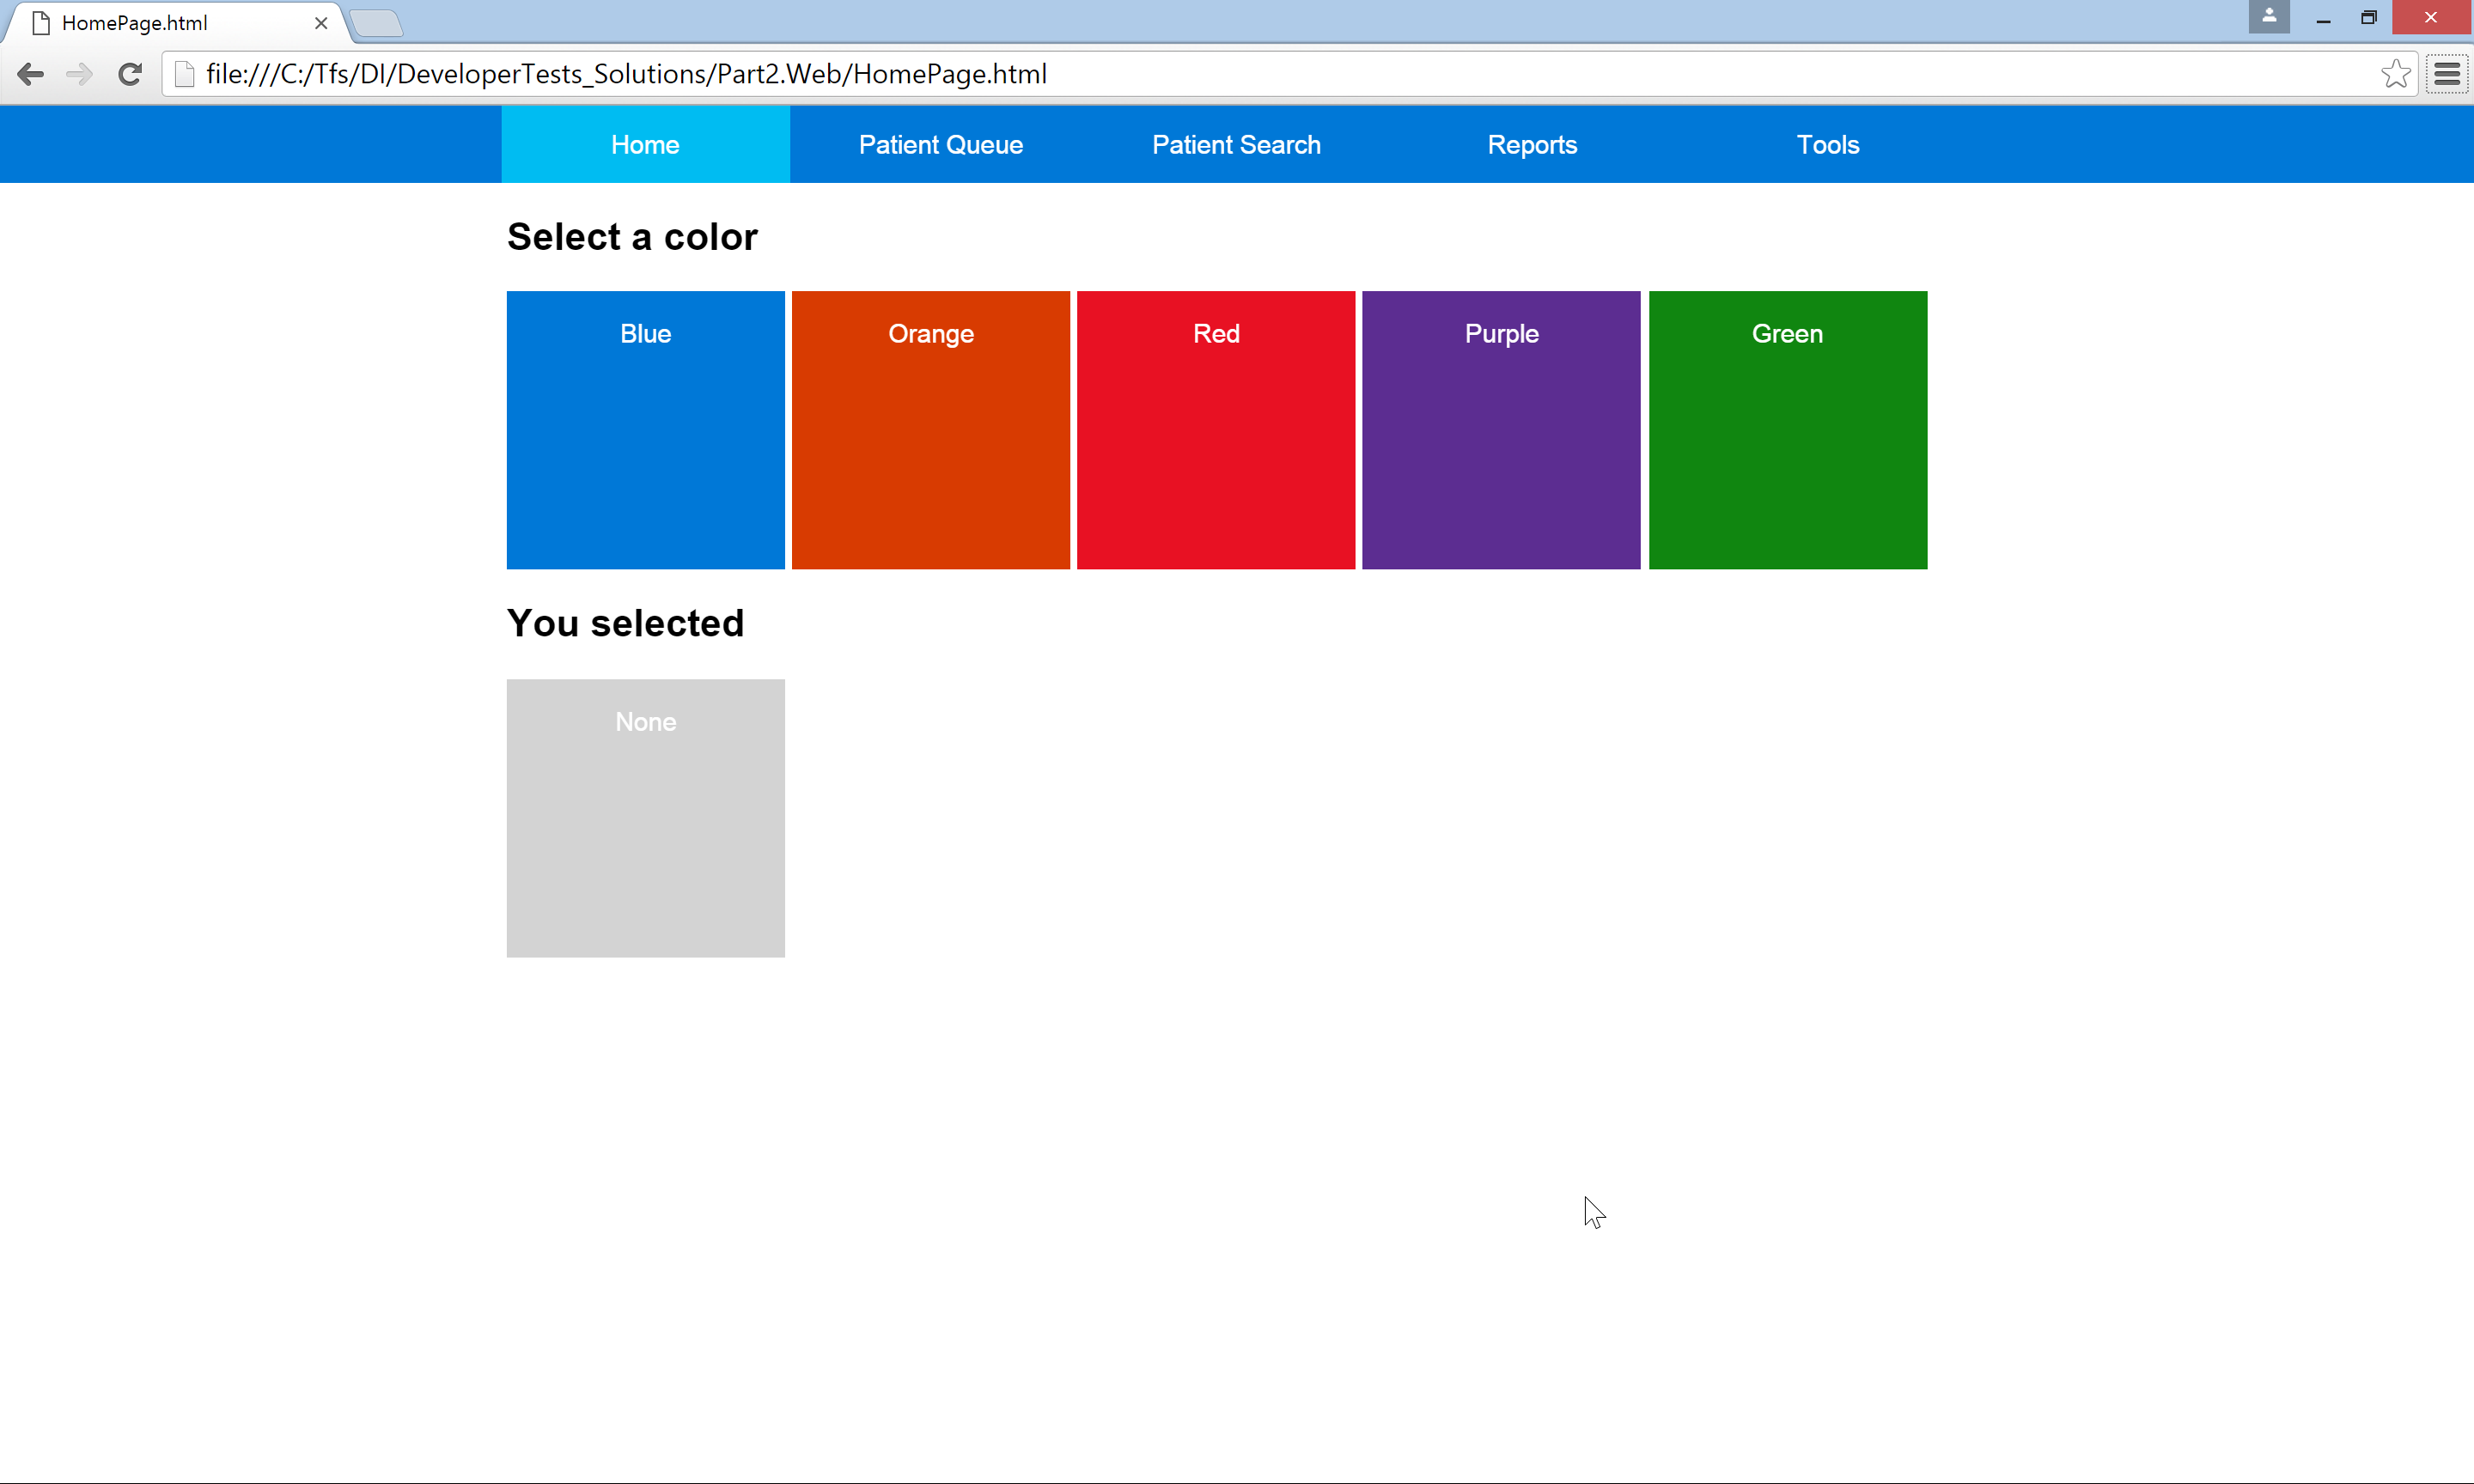 HomePage.html
file:///C:/Tfs/DI/DeveloperTests_Solutions/Part2.Web/HomePage.html
Home Patient Queue Patient Search Reports Tools
Select a color
Blue Orange Red Purple Green
You selected
None